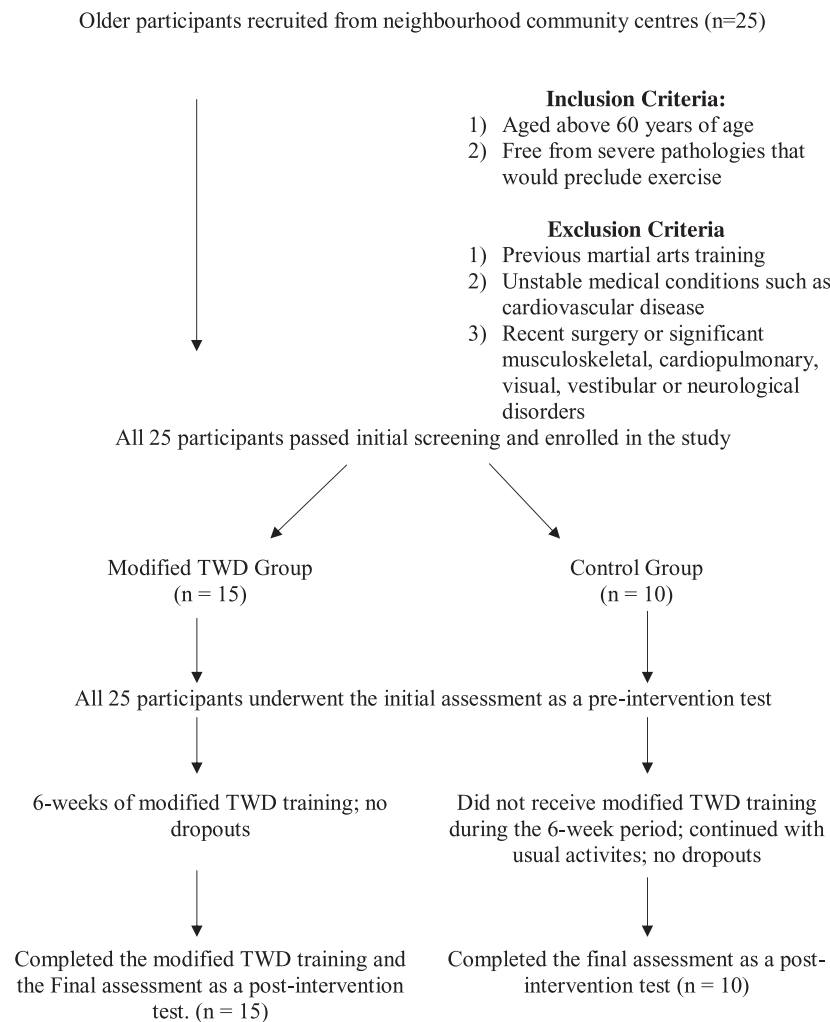 Older participants recruited from neighbourhood community centres (n=25)
Inclusion Criteria:
1) Aged above 60 years of age
2) Free from severe pathologies that
would preclude exercise
Exclusion Criteria
1) Previous martial arts training
2) Unstable medical conditions such as
cardiovascular disease
3) Recent surgery or significant
musculoskeletal, cardiopulmonary,
visual, vestibular or neurological
disorders
All 25 participants passed initial screening and enrolled in the study
Modified TWD Group
(n = 15)
Control Group
(n = 10)
All 25 participants underwent the initial assessment as a pre-intervention test
6-weeks of modified TWD training; no
dropouts
Did not receive modified TWD training
during the 6-week period; continued with
usual activites; no dropouts
Completed the modified TWD training and
the Final assessment as a post-intervention
test. (n = 15)
Completed the final assessment as a post-
intervention test (n = 10)